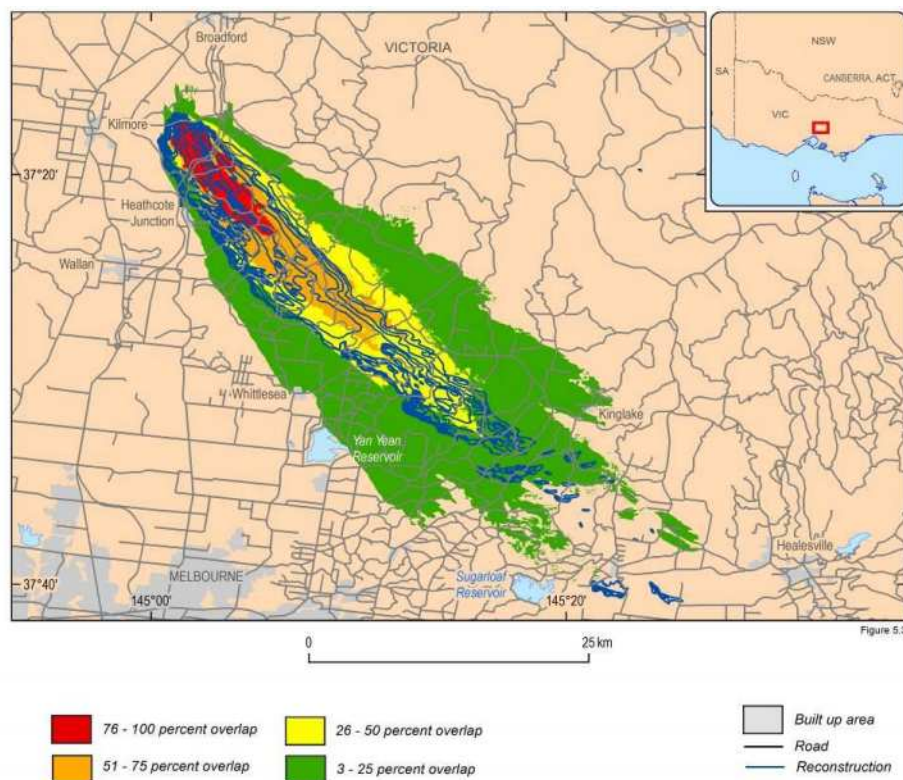 Broadford
VICTORIA
NSW
SA
CANBERRA, ACT
VIC
Kilmore
37°20'
Heathcote
Junction
Wallan
Whittlesea
Kinglake
Yan Yean
Reservoir
Healesville
37°40'
MELBOURNE
145°00'
Sugarloaf
Reservoir
145°20'
0
25 km
76 - 100 percent overlap
26 - 50 percent overlap
51 - 75 percent overlap
3 - 25 percent overlap
Built up area
Road
Reconstruction